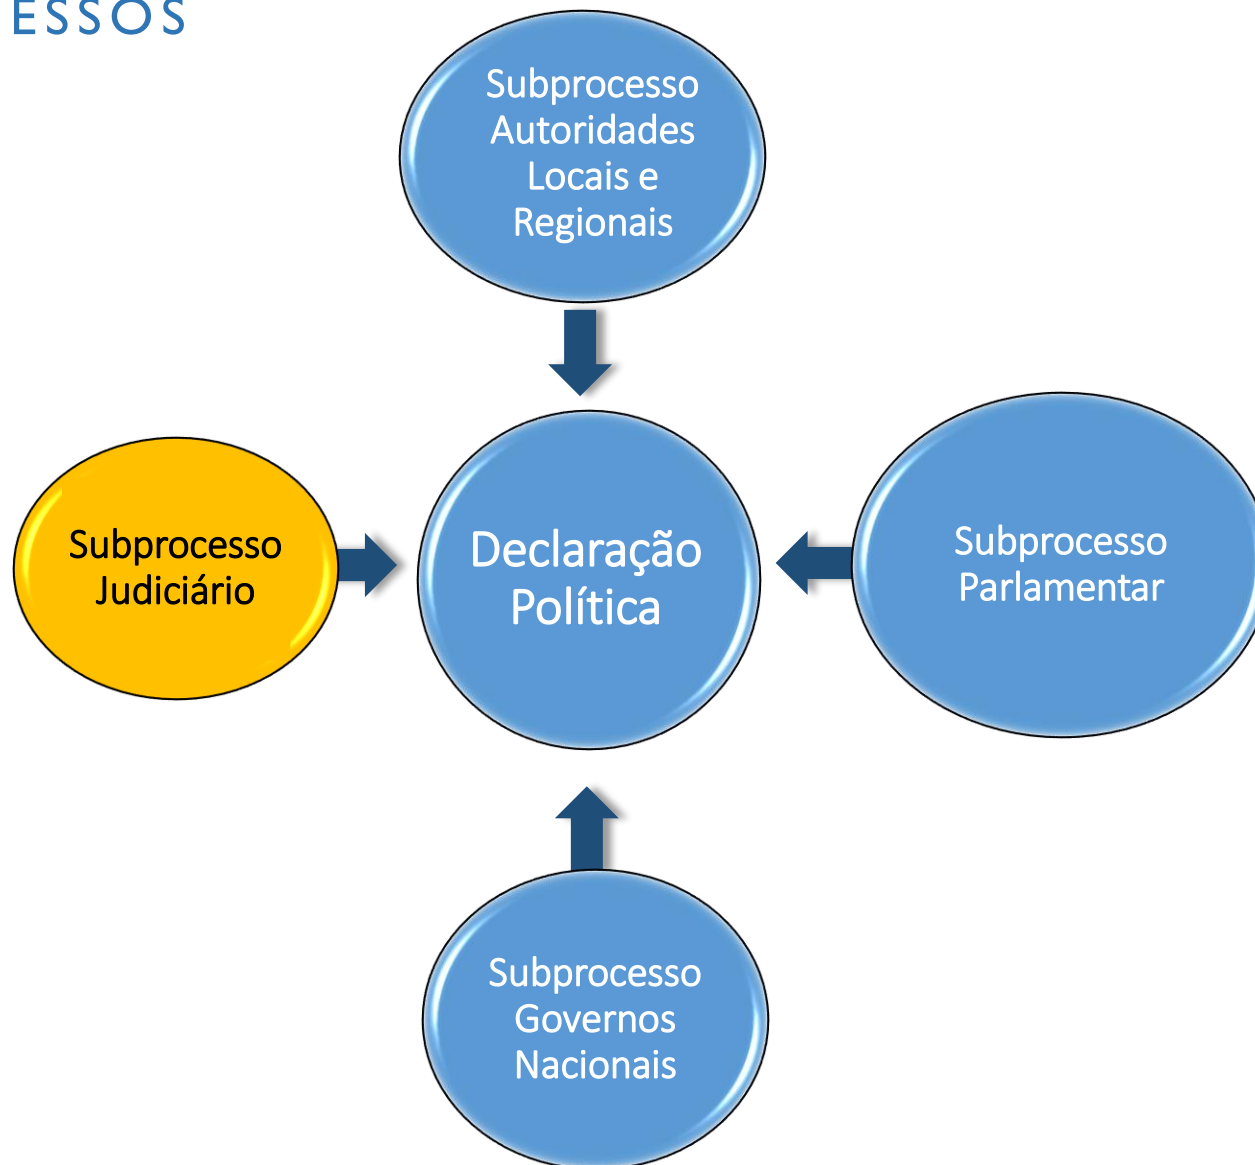 ESSOS
Subprocesso
Autoridades
Locais e
Regionais
Subprocesso
Judiciário
Declaração
Política
Subprocesso
Parlamentar
Subprocesso
Governos
Nacionais